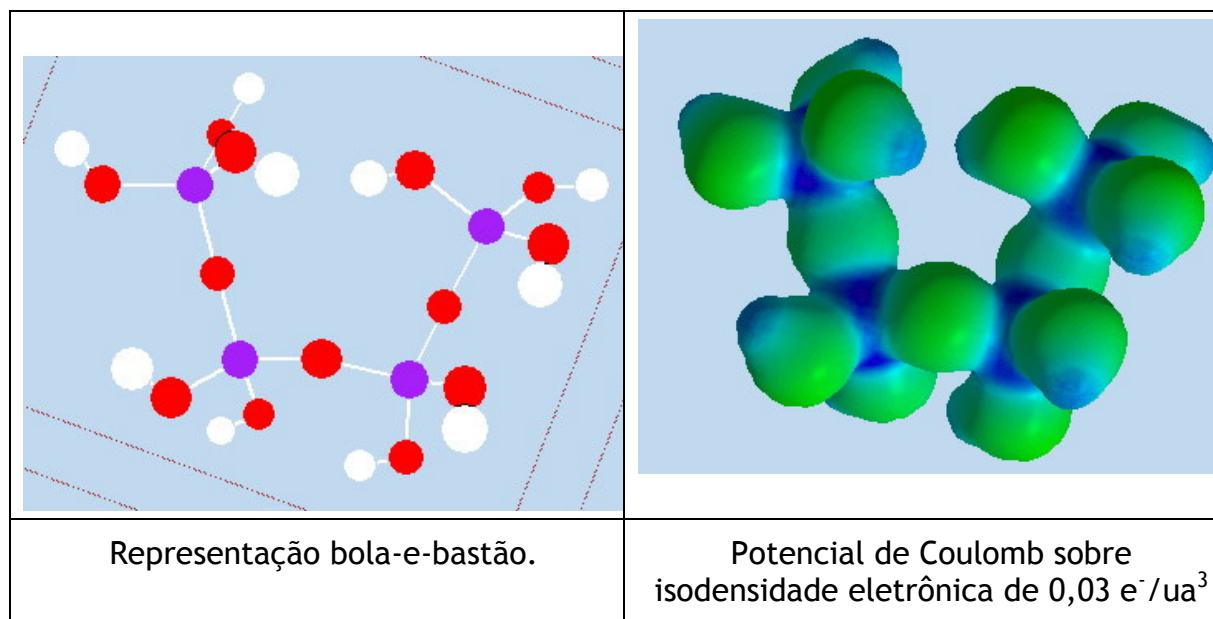 Representação bola-e-bastão.
Potencial de Coulomb sobre
isodensidade eletrônica de 0,03 e⁻/ua³